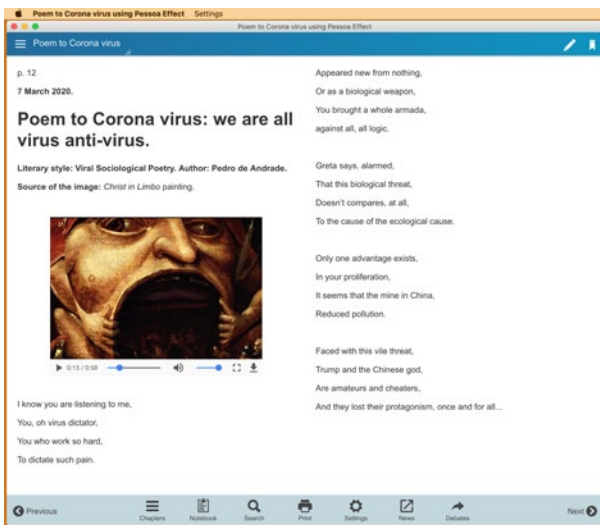 Poem to Corona virus using Pessoa Effect Settings
Poem to Corona virus using Pessoa Effect
Poem to Corona virus
p. 12
7 March 2020.
Poem to Corona virus: we are all
virus anti-virus.
Literary style: Viral Sociological Poetry. Author: Pedro de Andrade.
Source of the image: Christ in Limbo painting.
0:13 / 0:58
I know you are listening to me,
You, oh virus dictator,
You who work so hard,
To dictate such pain.
Appeared new from nothing,
Or as a biological weapon,
You brought a whole armada,
against all, all logic.
Greta says, alarmed,
That this biological threat,
Doesn't compares, at all,
To the cause of the ecological cause.
Only one advantage exists,
In your proliferation,
It seems that the mine in China,
Reduced pollution.
Faced with this vile threat,
Trump and the Chinese god,
Are amateurs and cheaters,
And they lost their protagonism, once and for all...
Previous
Chapters
Notebook
Search
Print
Settings
News
Debates
Next